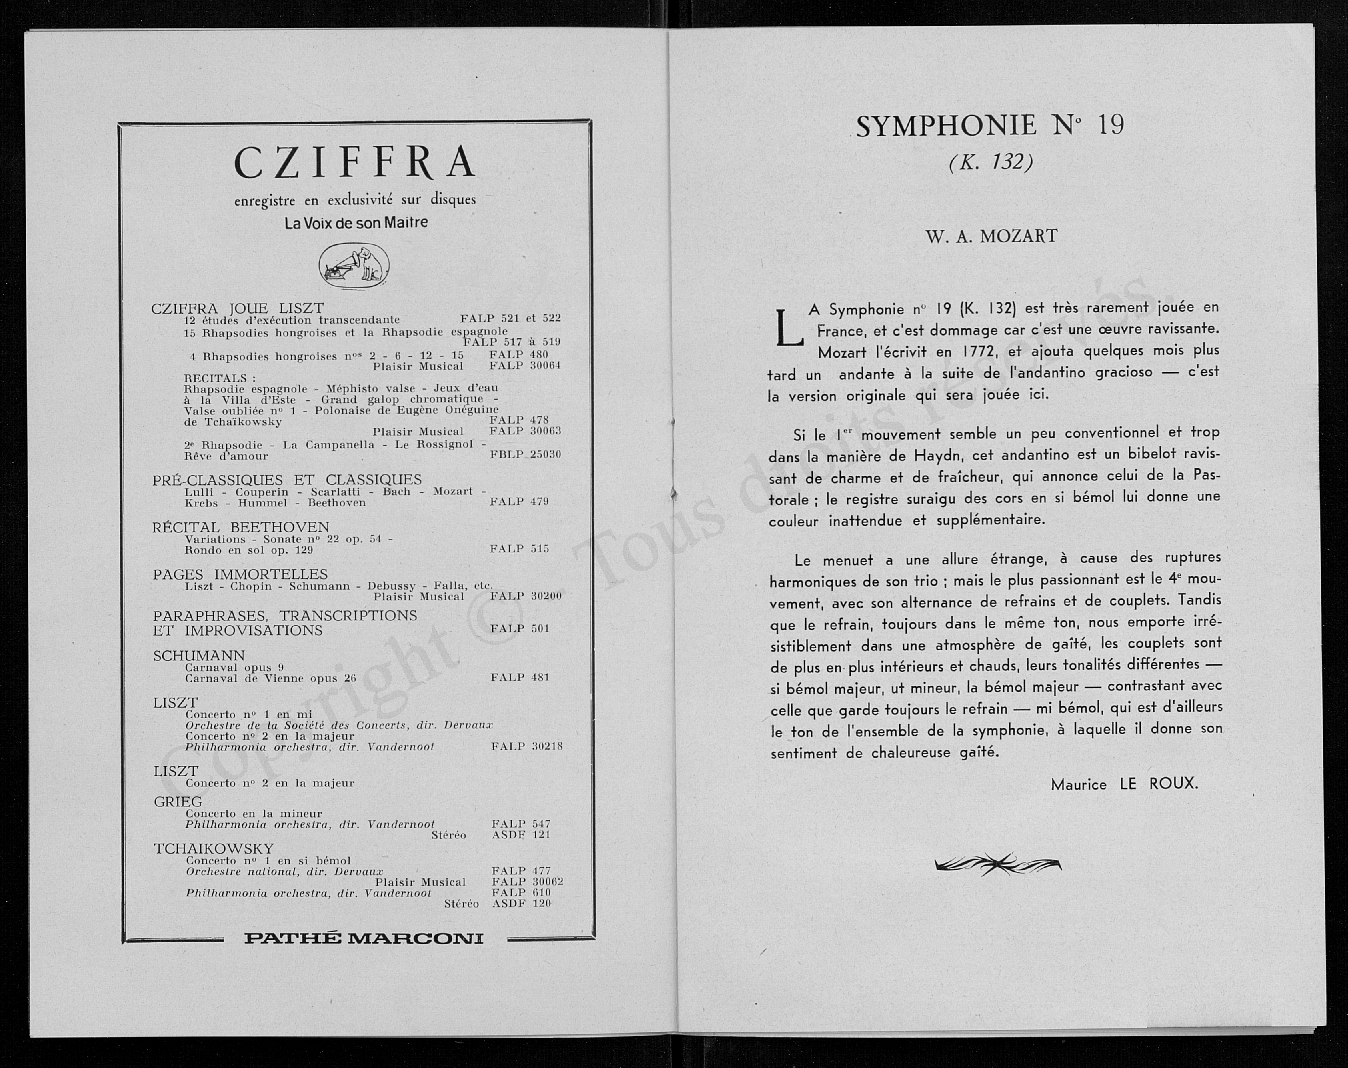 CZIFFRA
enregistre en exclusivité sur disques
La Voix de son Maitre
CZIFFRA JOUE LISZT
12 études d'exécution transcendante FALP 521 et 522
15 Rhapsodies hongroises et la Rhapsodie espagnole
FALP 517 à 519
4 Rhapsodies hongroises nos 2 - 6 - 12 - 15 FALP 480
Plaisir Musical FALP 30064
RECITALS :
Rhapsodie espagnole - Méphisto valse - Jeux d'eau
à la Villa d'Este - Grand galop chromatique -
Valse oubliée no 1 - Polonaise de Eugène Onéguine
de Tchaïkowsky FALP 478
Plaisir Musical FALP 30063
2e Rhapsodie - La Campanella - Le Rossignol -
Rêve d'amour FBLP 25030
PRÉ-CLASSIQUES ET CLASSIQUES
Lulli - Couperin - Scarlatti - Bach - Mozart -
Krebs - Hummel - Beethoven FALP 479
RÉCITAL BEETHOVEN
Variations - Sonate no 22 op. 54 -
Rondo en sol op. 129 FALP 515
PAGES IMMORTELLES
Liszt - Chopin - Schumann - Debussy - Falla, etc.
Plaisir Musical FALP 30200
PARAPHRASES, TRANSCRIPTIONS
ET IMPROVISATIONS FALP 501
SCHUMANN
Carnaval opus 9
Carnaval de Vienne opus 26 FALP 481
LISZT
Concerto no 1 en mi
Orchestre de la Société des Concerts, dir. Dervaux
Concerto no 2 en la majeur
Philharmonia orchestra, dir. Vandernoot FALP 30218
LISZT
Concerto no 2 en la majeur
GRIEG
Concerto en la mineur
Philharmonia orchestra, dir. Vandernoot FALP 547
Stéréo ASDF 121
TCHAIKOWSKY
Concerto no 1 en si bémol
Orchestre national, dir. Dervaux FALP 477
Plaisir Musical FALP 30062
Philharmonia orchestra, dir. Vandernoot FALP 610
Stéréo ASDF 120
PATHÉ MARCONI
SYMPHONIE No 19
(K. 132)
W. A. MOZART
LA Symphonie no 19 (K. 132) est très rarement jouée en
France, et c'est dommage car c'est une œuvre ravissante.
Mozart l'écrivit en 1772, et ajouta quelques mois plus
tard un andante à la suite de l'andantino gracioso — c'est
la version originale qui sera jouée ici.
Si le 1er mouvement semble un peu conventionnel et trop
dans la manière de Haydn, cet andantino est un bibelot ravis-
sant de charme et de fraîcheur, qui annonce celui de la Pas-
torale ; le registre suraigu des cors en si bémol lui donne une
couleur inattendue et supplémentaire.
Le menuet a une allure étrange, à cause des ruptures
harmoniques de son trio ; mais le plus passionnant est le 4e mou-
vement, avec son alternance de refrains et de couplets. Tandis
que le refrain, toujours dans le même ton, nous emporte irré-
sistiblement dans une atmosphère de gaîté, les couplets sont
de plus en plus intérieurs et chauds, leurs tonalités différentes —
si bémol majeur, ut mineur, la bémol majeur — contrastant avec
celle que garde toujours le refrain — mi bémol, qui est d'ailleurs
le ton de l'ensemble de la symphonie, à laquelle il donne son
sentiment de chaleureuse gaîté.
Maurice LE ROUX.
Copyright © - Tous droits réservés.